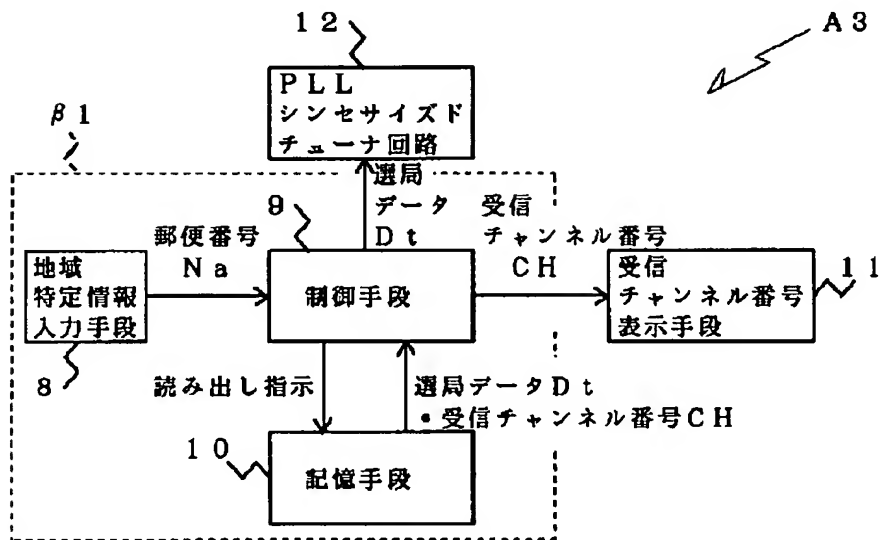 12
A3
PLL
シンセサイズド
チューナ回路
β1
選局
データ
Dt
9
受信
チャンネル番号
CH
郵便番号
Na
地域
特定情報
入力手段
制御手段
受信
チャンネル番号
表示手段
11
8
読み出し指示
選局データDt
・受信チャンネル番号CH
10
記憶手段